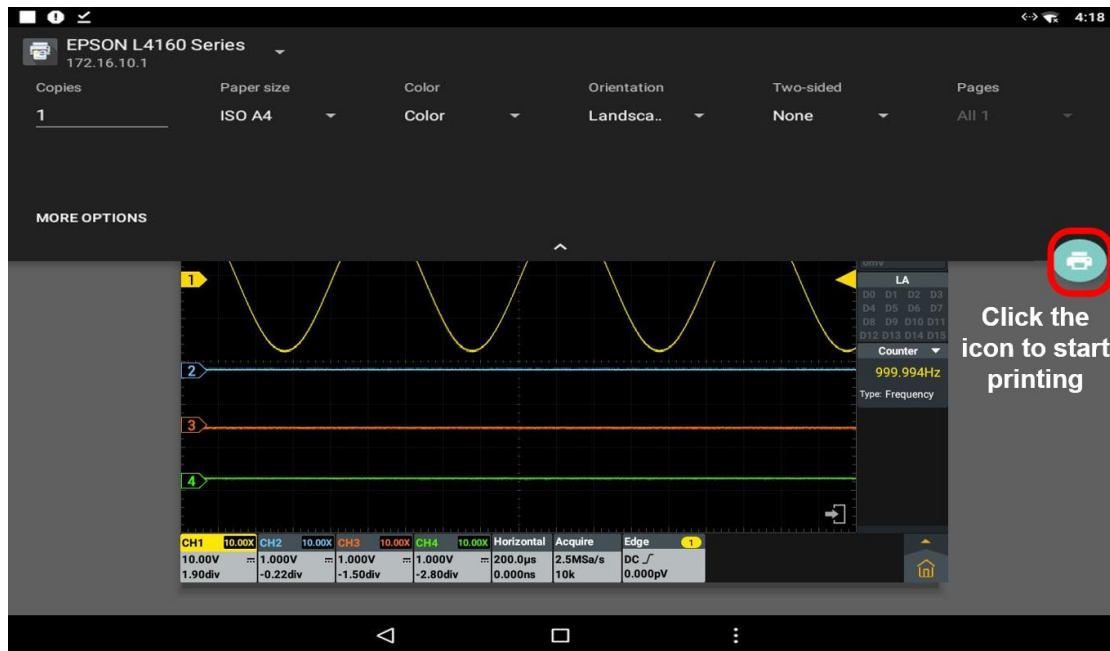 4:18
EPSON L4160 Series
172.16.10.1
Copies Paper size Color Orientation Two-sided Pages
1 ISO A4 Color Landsca.. None All 1
MORE OPTIONS
1
LA
D0 D1 D2 D3
D4 D5 D6 D7
D8 D9 D10 D11
D12 D13 D14 D15
Click the
icon to start
printing
Counter
999.994Hz
Type: Frequency
2
3
4
CH1 10.00X CH2 10.00X CH3 10.00X CH4 10.00X Horizontal Acquire Edge 1
10.00V 1.000V 1.000V 1.000V 200.0μs 2.5MSa/s DC
1.90div -0.22div -1.50div -2.80div 0.000ns 10k 0.000pV